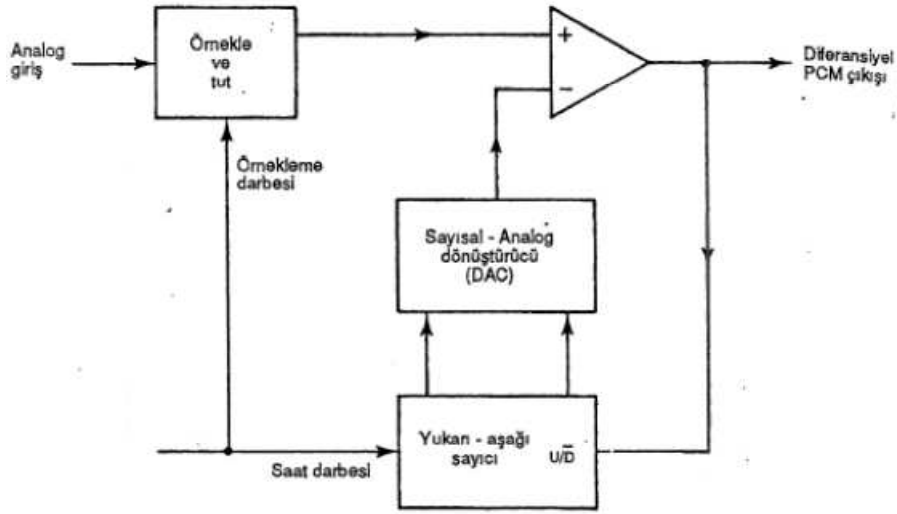 Analog
giriş
Örnekle
ve
tut
+
−
Diferansiyel
PCM çıkışı
Örnekleme
darbesi
Sayısal - Analog
dönüştürücü
(DAC)
Yukarı - aşağı
sayıcı
U/D̅
Saat darbesi